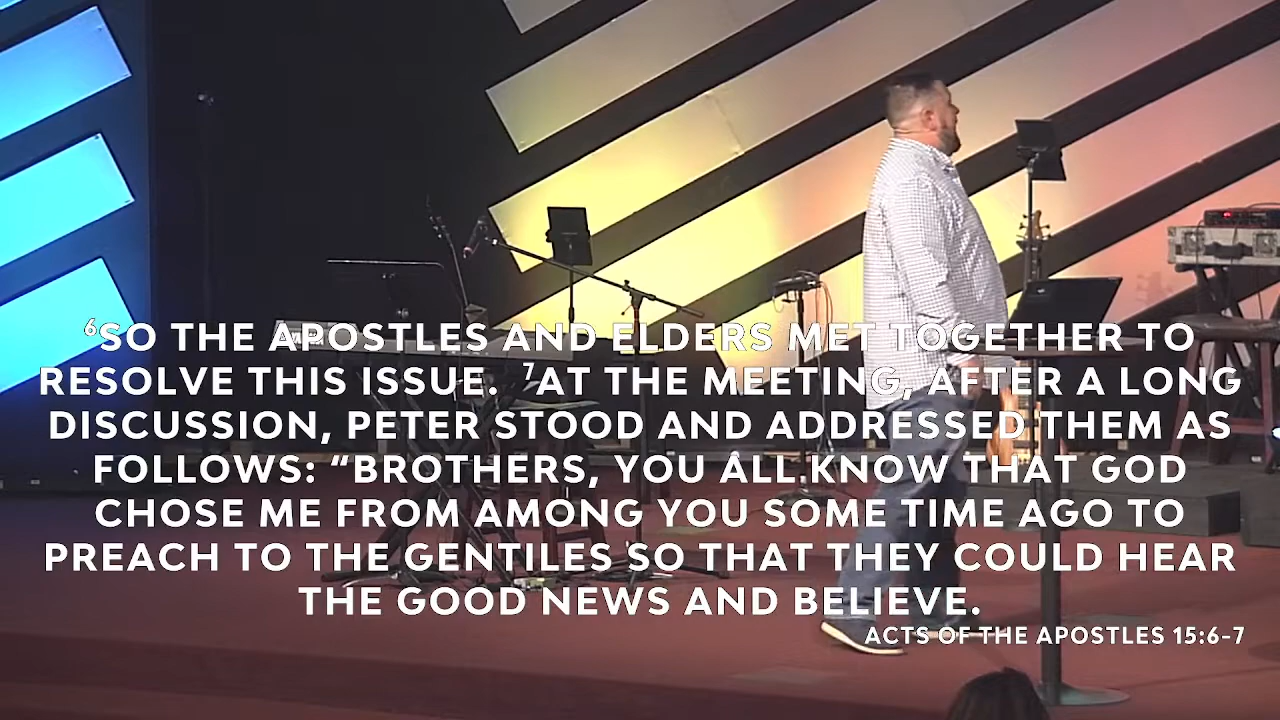 ⁶SO THE APOSTLES AND ELDERS MET TOGETHER TO
RESOLVE THIS ISSUE. ⁷AT THE MEETING, AFTER A LONG
DISCUSSION, PETER STOOD AND ADDRESSED THEM AS
FOLLOWS: “BROTHERS, YOU ALL KNOW THAT GOD
CHOSE ME FROM AMONG YOU SOME TIME AGO TO
PREACH TO THE GENTILES SO THAT THEY COULD HEAR
THE GOOD NEWS AND BELIEVE.
ACTS OF THE APOSTLES 15:6-7